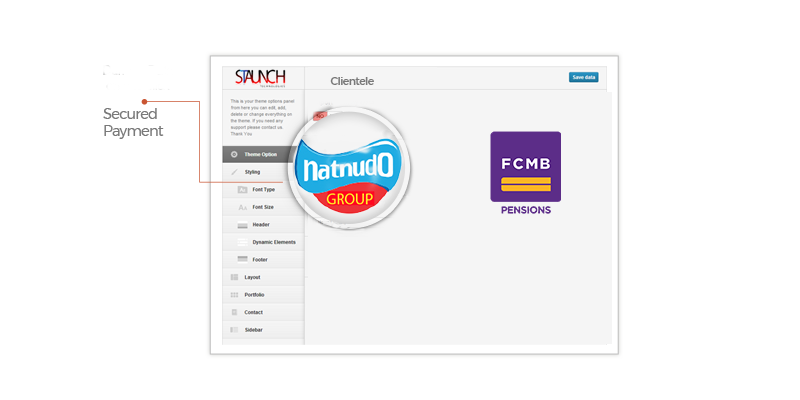 STAUNCH
Clientele
Save data
Secured
Payment
This is your theme options panel
from here you can edit, add,
delete or change everything on
the theme. If you need any
support please contact us.
Thank You
Theme Option
Styling
Font Type
Font Size
Header
Dynamic Elements
Footer
Layout
Portfolio
Contact
Sidebar
natnudO
GROUP
FCMB
PENSIONS